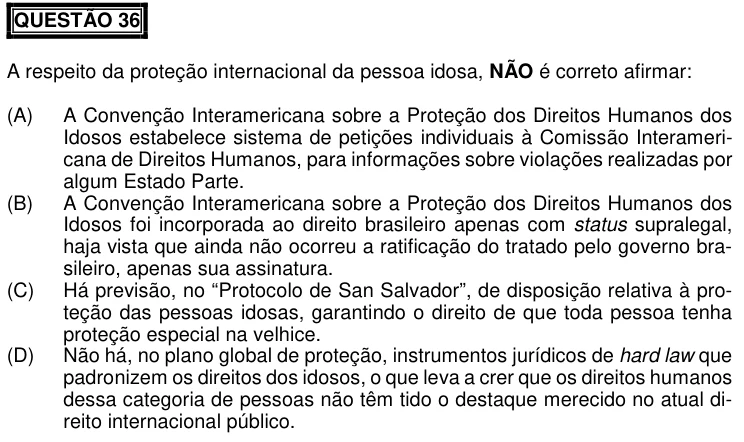 QUESTÃO 36
A respeito da proteção internacional da pessoa idosa, NÃO é correto afirmar:
(A) A Convenção Interamericana sobre a Proteção dos Direitos Humanos dos
Idosos estabelece sistema de petições individuais à Comissão Interameri-
cana de Direitos Humanos, para informações sobre violações realizadas por
algum Estado Parte.
(B) A Convenção Interamericana sobre a Proteção dos Direitos Humanos dos
Idosos foi incorporada ao direito brasileiro apenas com status supralegal,
haja vista que ainda não ocorreu a ratificação do tratado pelo governo bra-
sileiro, apenas sua assinatura.
(C) Há previsão, no “Protocolo de San Salvador”, de disposição relativa à pro-
teção das pessoas idosas, garantindo o direito de que toda pessoa tenha
proteção especial na velhice.
(D) Não há, no plano global de proteção, instrumentos jurídicos de hard law que
padronizem os direitos dos idosos, o que leva a crer que os direitos humanos
dessa categoria de pessoas não têm tido o destaque merecido no atual di-
reito internacional público.